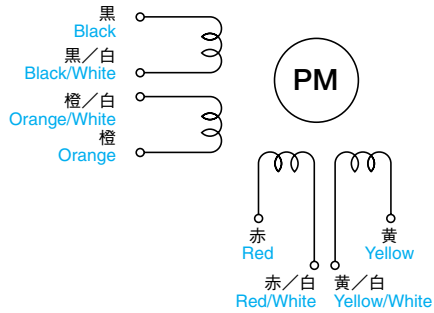 黒
Black
黒／白
Black/White
橙／白
Orange/White
橙
Orange
PM
赤
Red
黄
Yellow
赤／白
Red/White
黄／白
Yellow/White